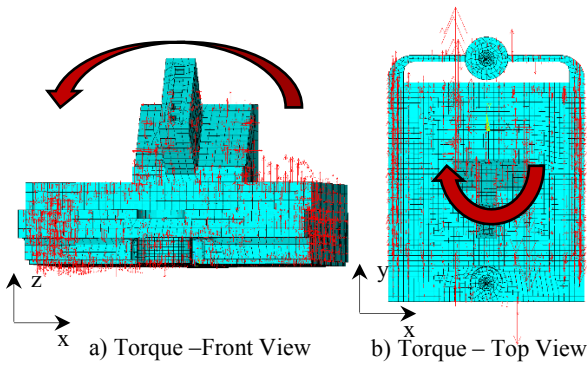 z
x
a) Torque –Front View
y
x
b) Torque – Top View